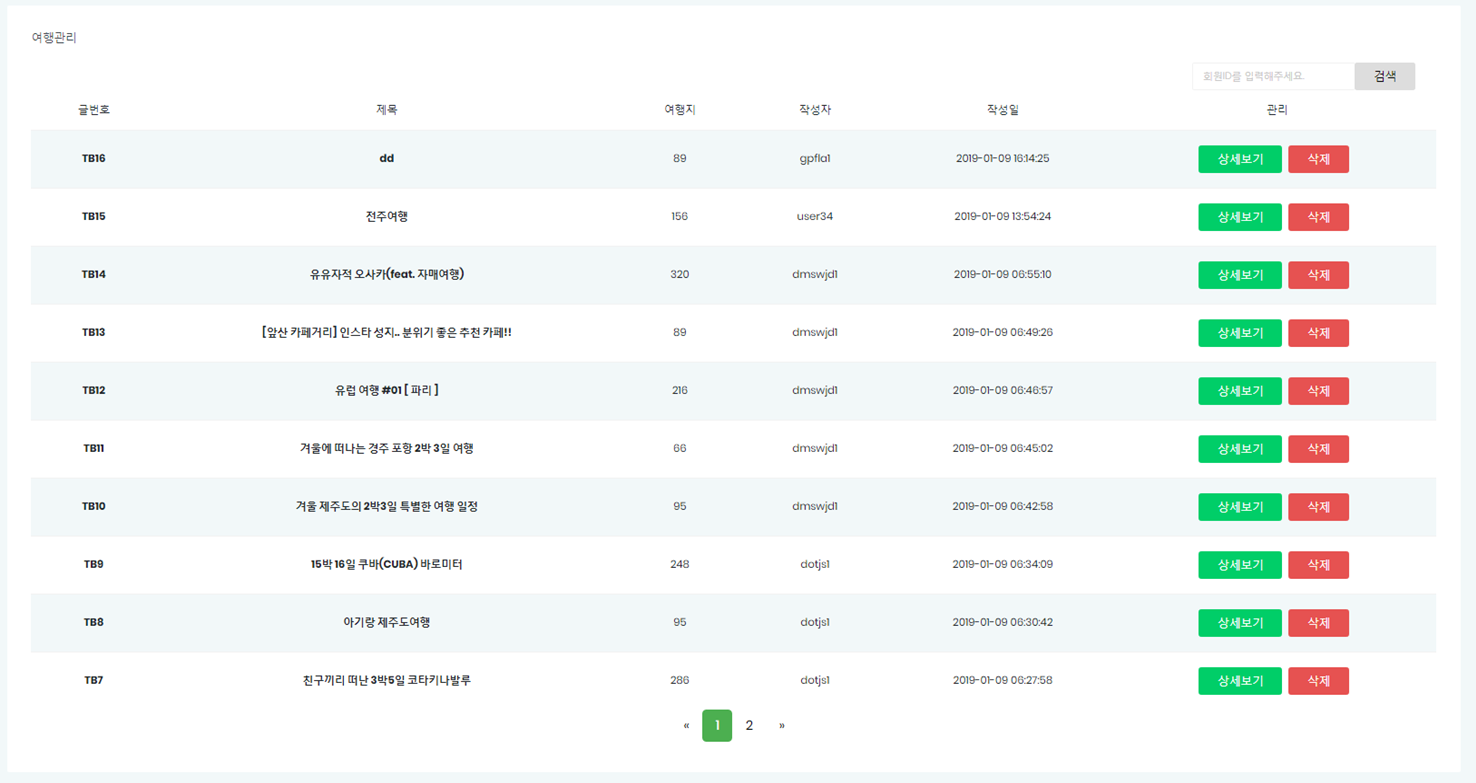 여행관리
회원ID를 입력해주세요. 검색
글번호 제목 여행지 작성자 작성일 관리
TB16 dd 89 gpfla1 2019-01-09 16:14:25 상세보기 삭제
TB15 전주여행 156 user34 2019-01-09 13:54:24 상세보기 삭제
TB14 유유자적 오사카(feat. 자매여행) 320 dmswjd1 2019-01-09 06:55:10 상세보기 삭제
TB13 [앞산 카페거리] 인스타 성지.. 분위기 좋은 추천 카페!! 89 dmswjd1 2019-01-09 06:49:26 상세보기 삭제
TB12 유럽 여행 #01 [ 파리 ] 216 dmswjd1 2019-01-09 06:46:57 상세보기 삭제
TB11 겨울에 떠나는 경주 포항 2박 3일 여행 66 dmswjd1 2019-01-09 06:45:02 상세보기 삭제
TB10 겨울 제주도의 2박3일 특별한 여행 일정 95 dmswjd1 2019-01-09 06:42:58 상세보기 삭제
TB9 15박 16일 쿠바(CUBA) 바로미터 248 dotjs1 2019-01-09 06:34:09 상세보기 삭제
TB8 아기랑 제주도여행 95 dotjs1 2019-01-09 06:30:42 상세보기 삭제
TB7 친구끼리 떠난 3박5일 코타키나발루 286 dotjs1 2019-01-09 06:27:58 상세보기 삭제
« 1 2 »